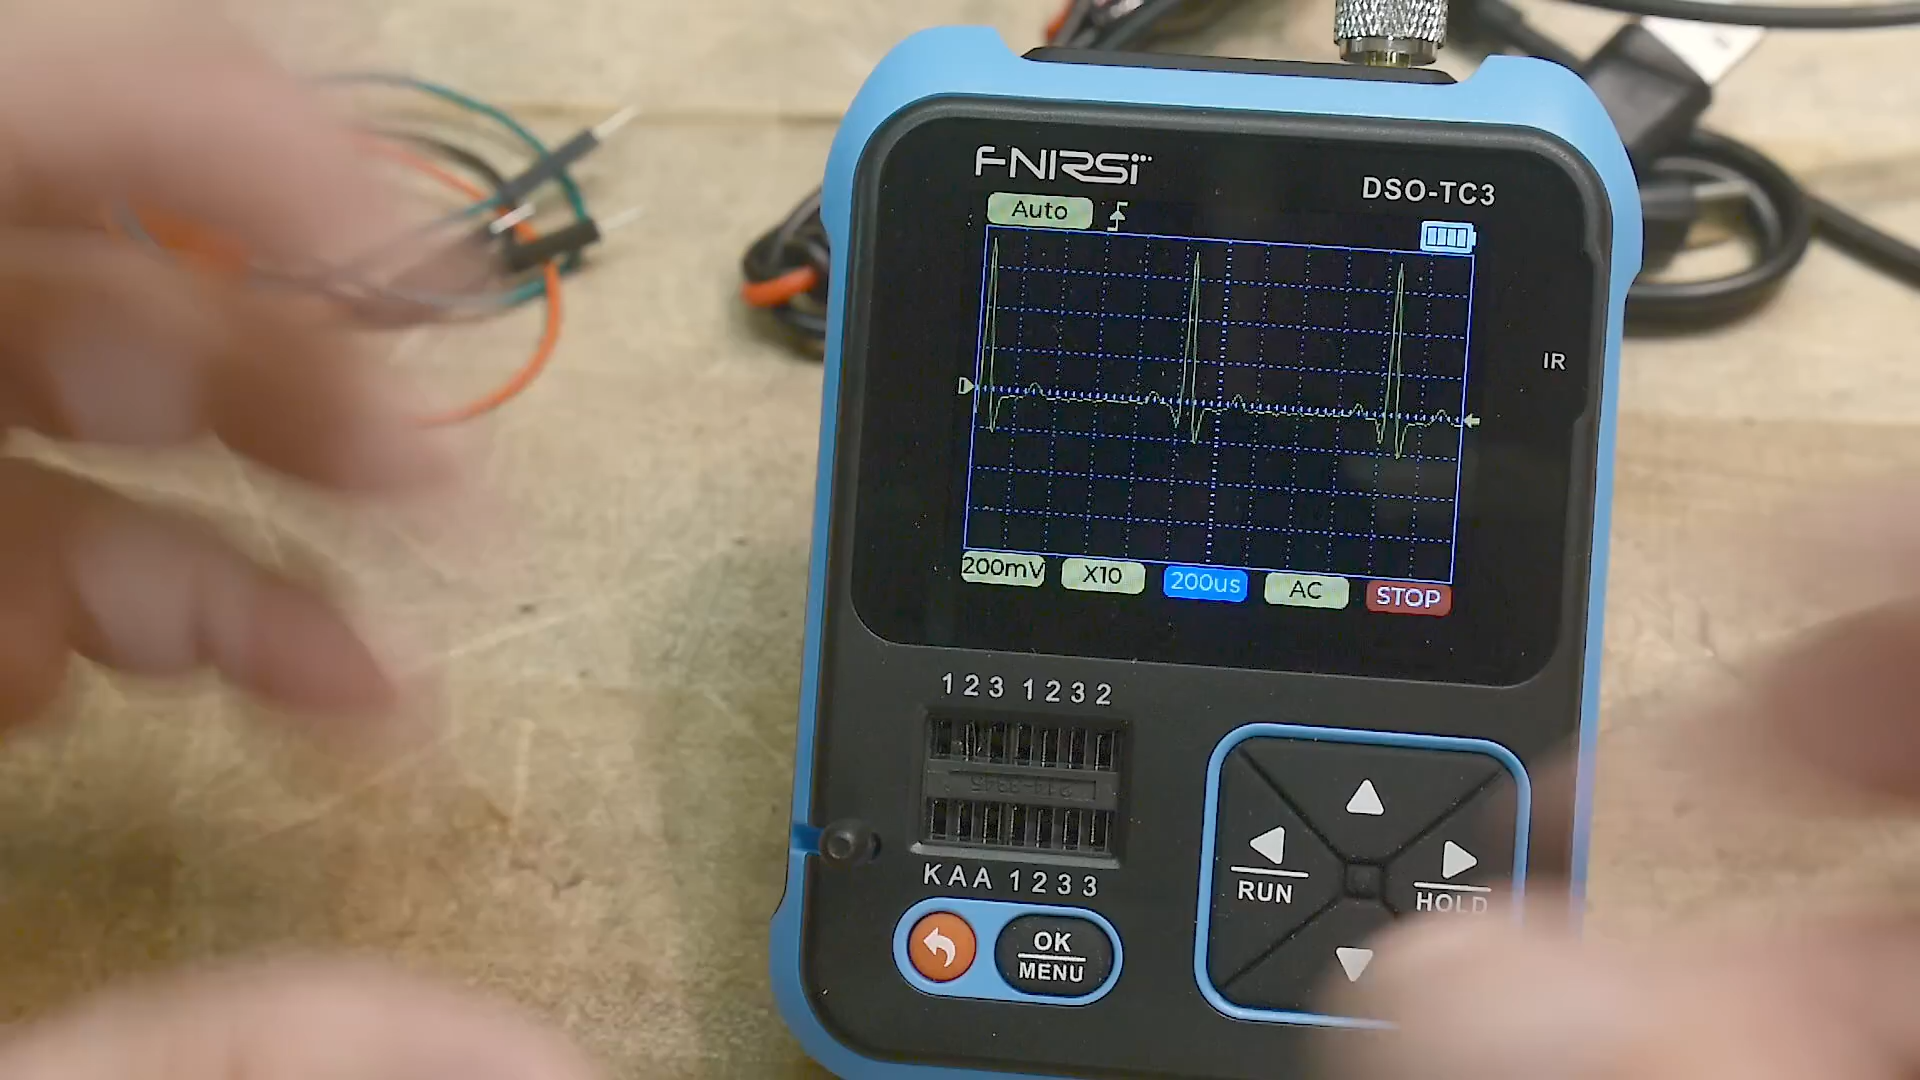 FNIRSI
DSO-TC3
Auto
IR
200mV X10 200us AC STOP
1 2 3 1 2 3 2
K A A 1 2 3 3
RUN
HOLD
OK
MENU